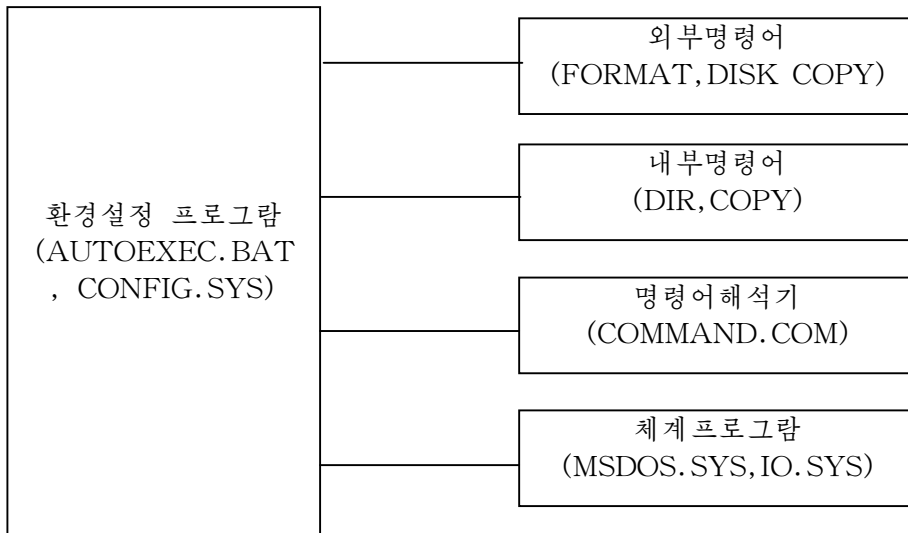 환경설정 프로그람
(AUTOEXEC.BAT
, CONFIG.SYS)
외부명령어
(FORMAT,DISK COPY)
내부명령어
(DIR,COPY)
명령어해석기
(COMMAND.COM)
체계프로그람
(MSDOS.SYS,IO.SYS)